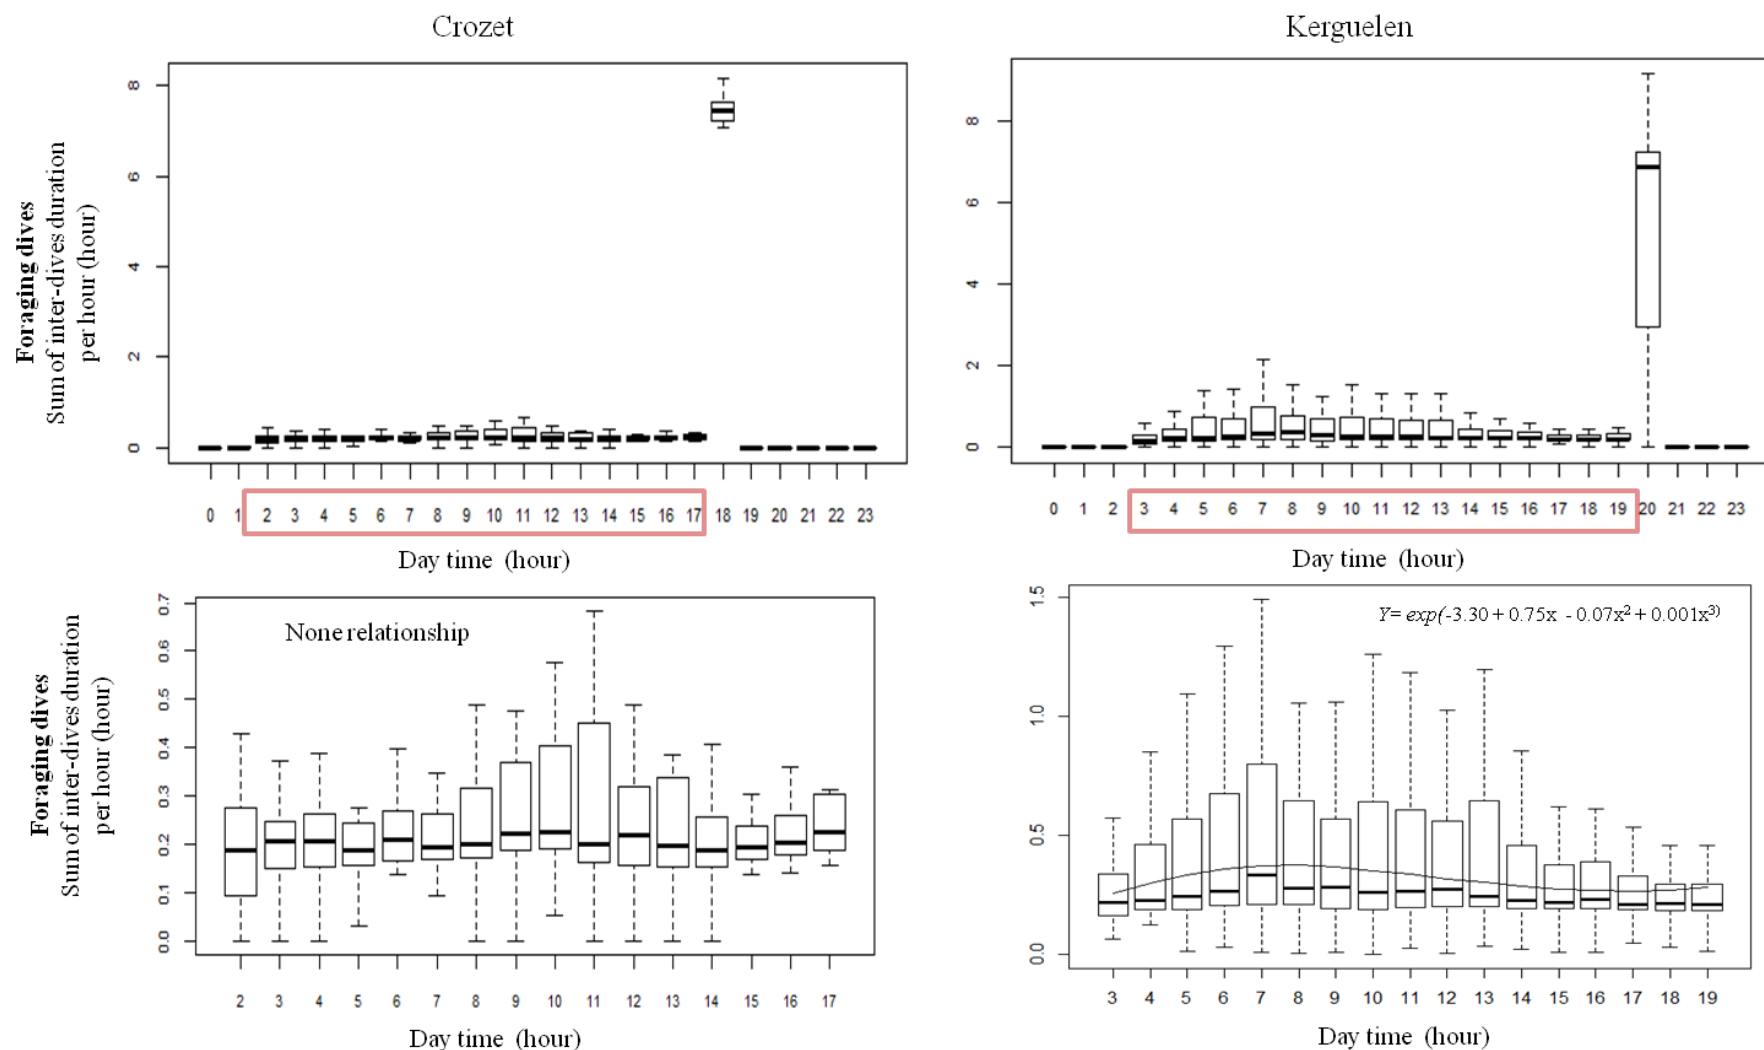 Crozet
Kerguelen
Foraging dives
Sum of inter-dives duration
per hour (hour)
8
6
4
2
0
0 1 2 3 4 5 6 7 8 9 10 11 12 13 14 15 16 17 18 19 20 21 22 23
Day time (hour)
8
6
4
2
0
0 1 2 3 4 5 6 7 8 9 10 11 12 13 14 15 16 17 18 19 20 21 22 23
Day time (hour)
Foraging dives
Sum of inter-dives duration
per hour (hour)
None relationship
0.7
0.6
0.5
0.4
0.3
0.2
0.1
0.0
2 3 4 5 6 7 8 9 10 11 12 13 14 15 16 17
Day time (hour)
Y= exp(-3.30 + 0.75x - 0.07x² + 0.001x³)
1.5
1.0
0.5
0.0
3 4 5 6 7 8 9 10 11 12 13 14 15 16 17 18 19
Day time (hour)